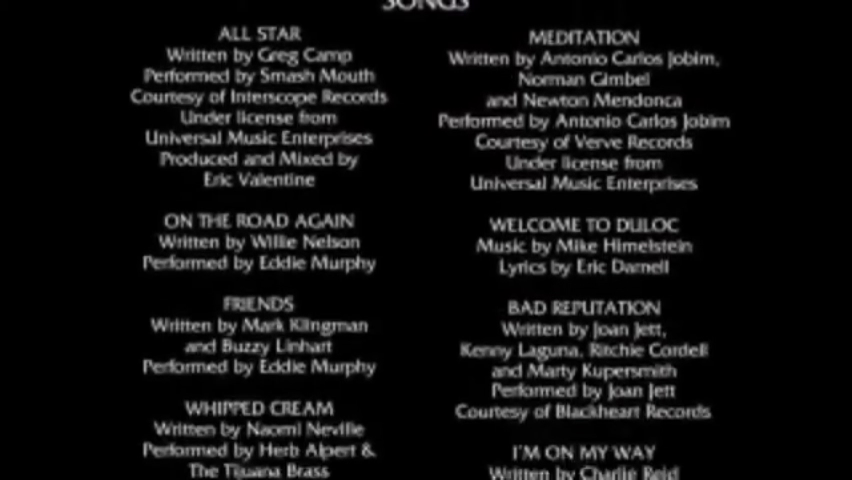 SONGS
ALL STAR
Written by Greg Camp
Performed by Smash Mouth
Courtesy of Interscope Records
Under license from
Universal Music Enterprises
Produced and Mixed by
Eric Valentine
ON THE ROAD AGAIN
Written by Willie Nelson
Performed by Eddie Murphy
FRIENDS
Written by Mark Klingman
and Buzzy Linhart
Performed by Eddie Murphy
WHIPPED CREAM
Written by Naomi Neville
Performed by Herb Alpert &
The Tijuana Brass
MEDITATION
Written by Antonio Carlos Jobim,
Norman Gimbel
and Newton Mendonca
Performed by Antonio Carlos Jobim
Courtesy of Verve Records
Under license from
Universal Music Enterprises
WELCOME TO DULOC
Music by Mike Himelstein
Lyrics by Eric Darnell
BAD REPUTATION
Written by Joan Jett,
Kenny Laguna, Ritchie Cordell
and Marty Kupersmith
Performed by Joan Jett
Courtesy of Blackheart Records
I'M ON MY WAY
Written by Charlie Reid